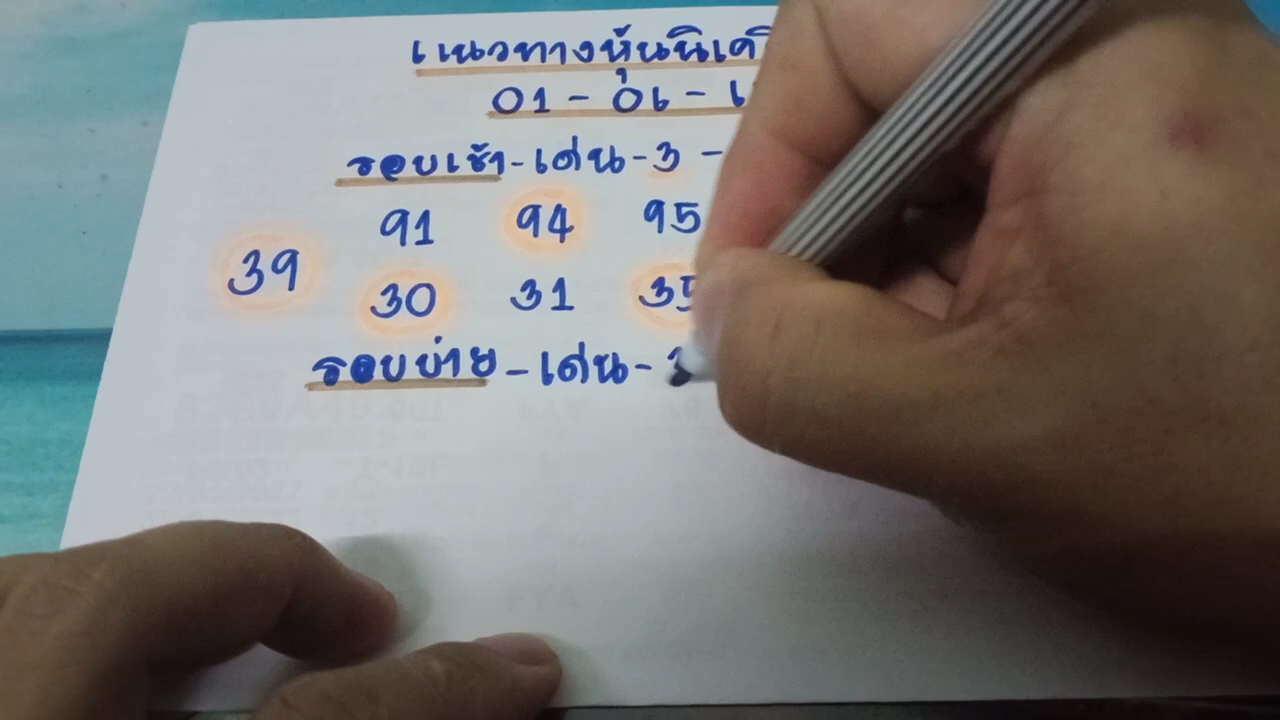 แนวทางหุ้นนิเคอิ
01 - 06 -
รอบเช้า - เด่น - 3 -
91 94 95
39
30 31 35
รอบบ่าย - เด่น -